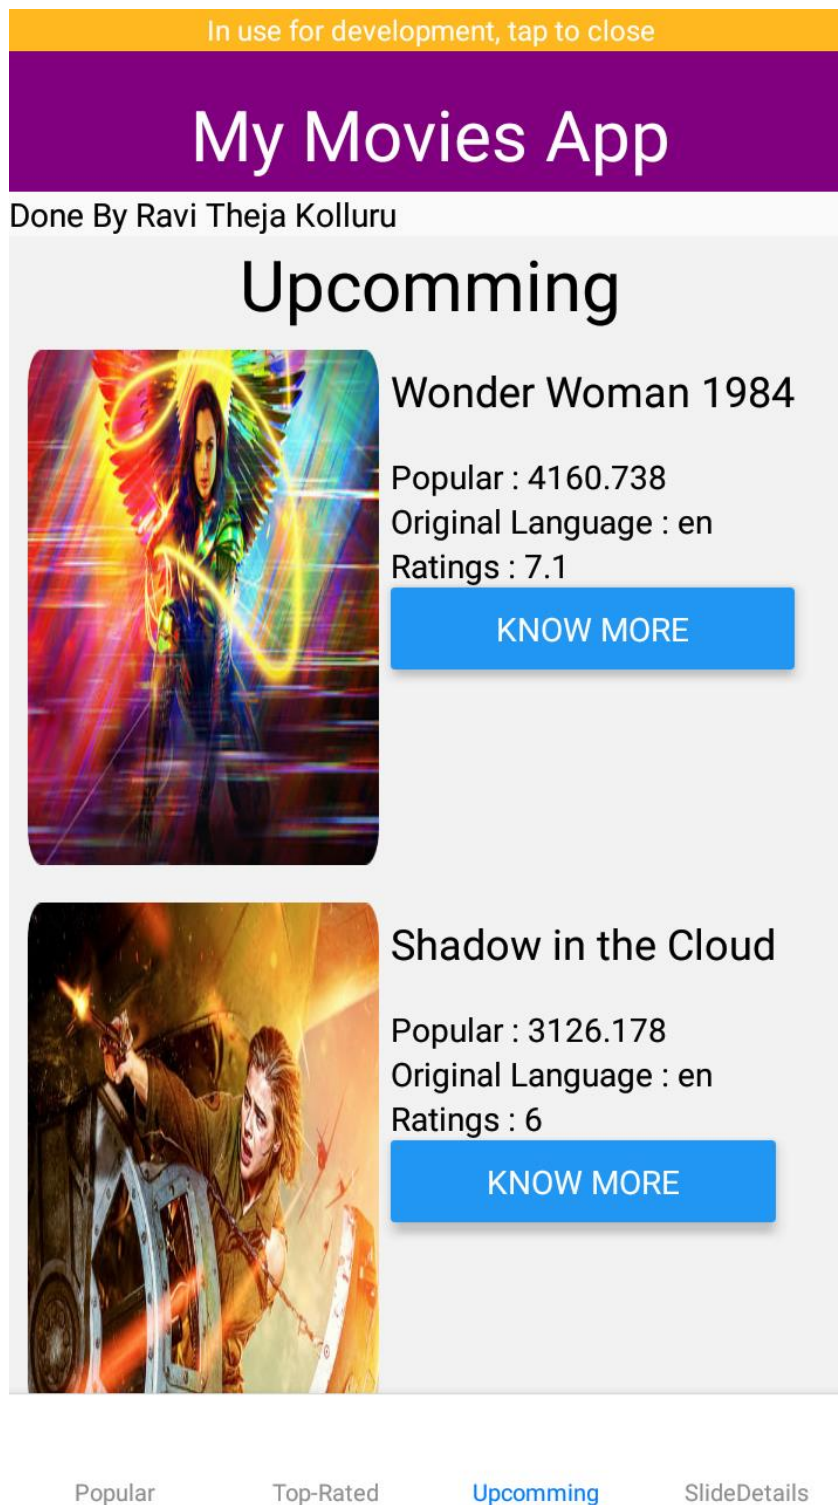 In use for development, tap to close
My Movies App
Done By Ravi Theja Kolluru
Upcomming
Wonder Woman 1984
Popular : 4160.738
Original Language : en
Ratings : 7.1
KNOW MORE
Shadow in the Cloud
Popular : 3126.178
Original Language : en
Ratings : 6
KNOW MORE
Popular Top-Rated Upcomming SlideDetails